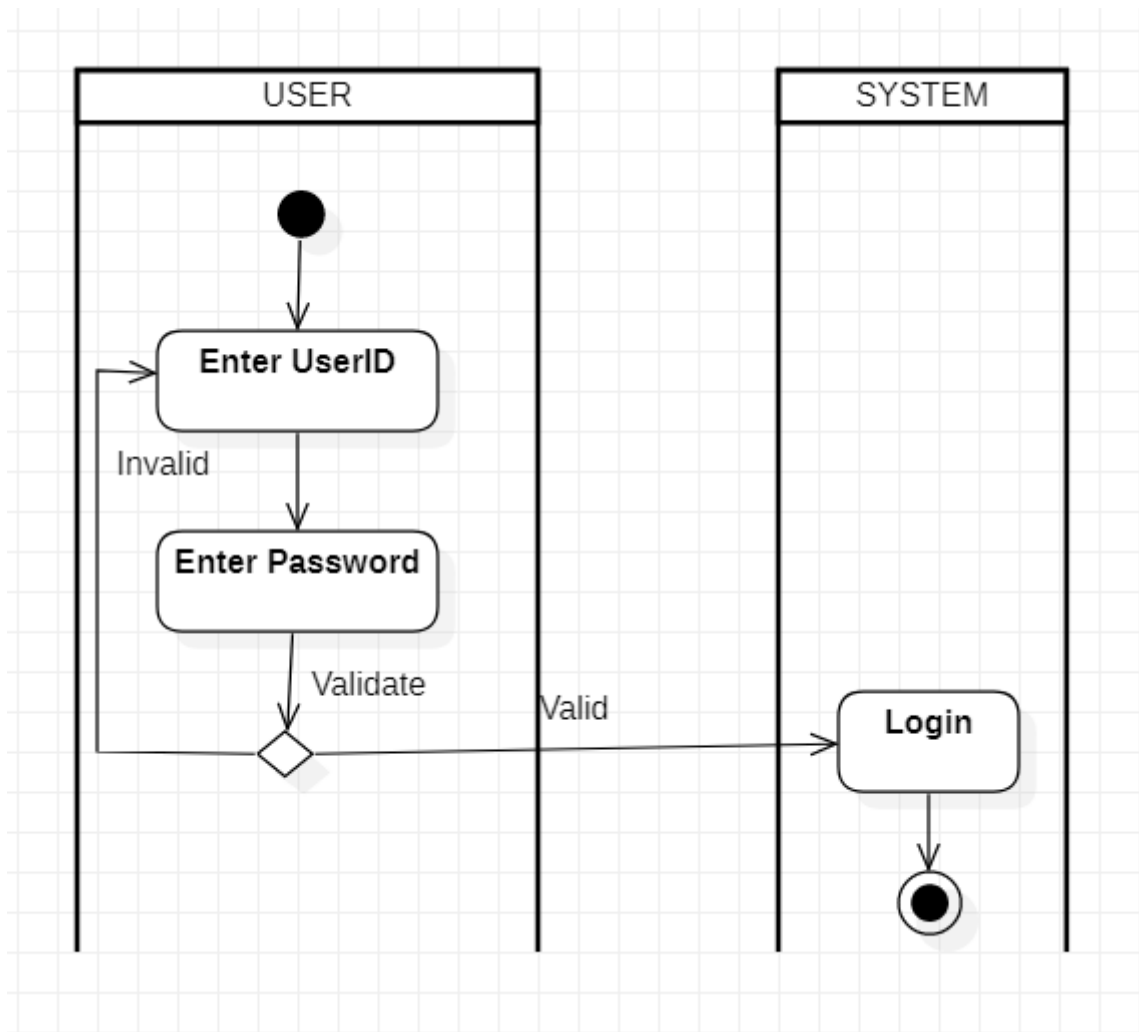 USER
SYSTEM
Enter UserID
Invalid
Enter Password
Validate
Valid
Login